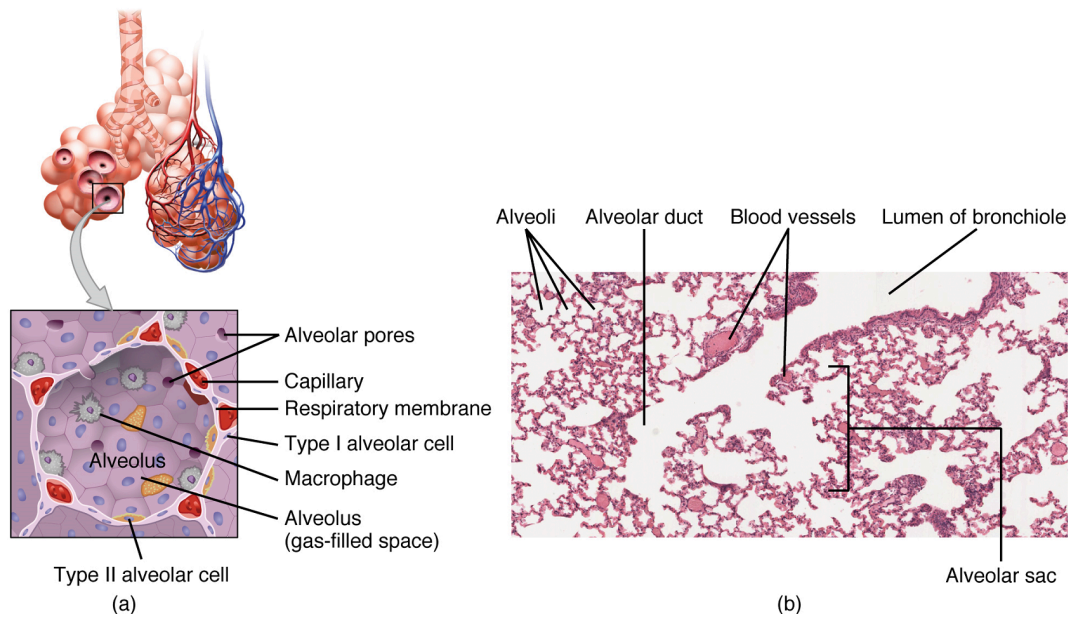 Alveolar pores
Capillary
Respiratory membrane
Type I alveolar cell
Macrophage
Alveolus
Alveolus
(gas-filled space)
Type II alveolar cell
(a)
Alveoli
Alveolar duct
Blood vessels
Lumen of bronchiole
Alveolar sac
(b)